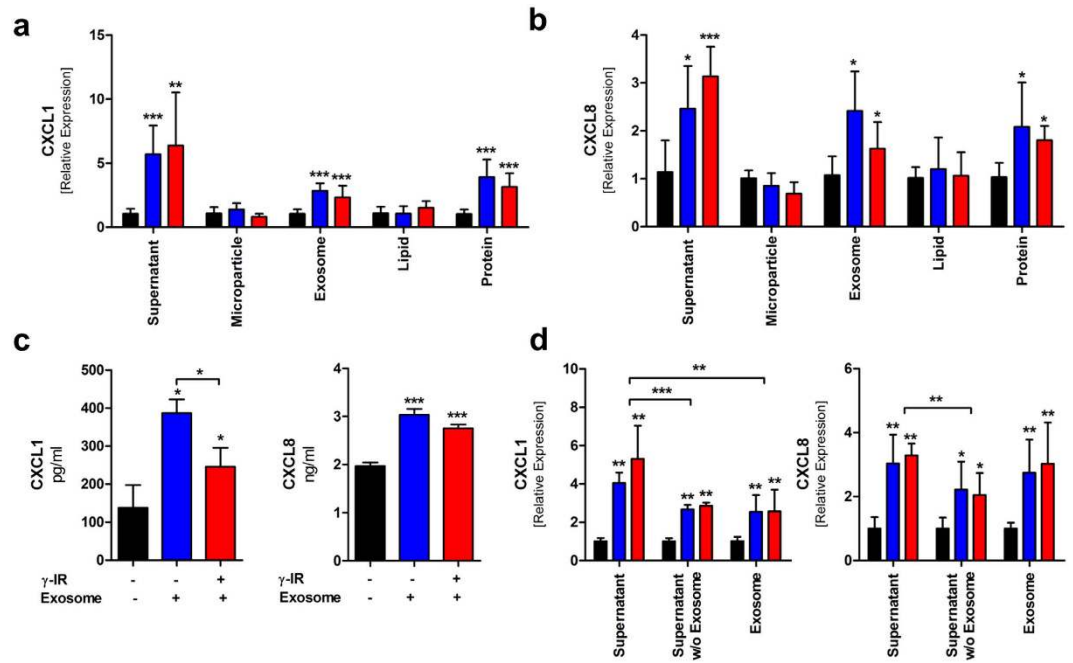 a
CXCL1
[Relative Expression]
15
10
5
0
*** ** *** *** *** ***
Supernatant
Microparticle
Exosome
Lipid
Protein
b
CXCL8
[Relative Expression]
4
3
2
1
0
* *** * * * *
Supernatant
Microparticle
Exosome
Lipid
Protein
c
CXCL1
pg/ml
500
400
300
200
100
0
*
* *
γ-IR - - +
Exosome - + +
CXCL8
ng/ml
4
3
2
1
0
*** ***
γ-IR - - +
Exosome - + +
d
CXCL1
[Relative Expression]
10
8
6
4
2
0
**
***
** ** ** ** ** **
Supernatant
Supernatant
w/o Exosome
Exosome
CXCL8
[Relative Expression]
6
4
2
0
**
** ** * * ** **
Supernatant
Supernatant
w/o Exosome
Exosome